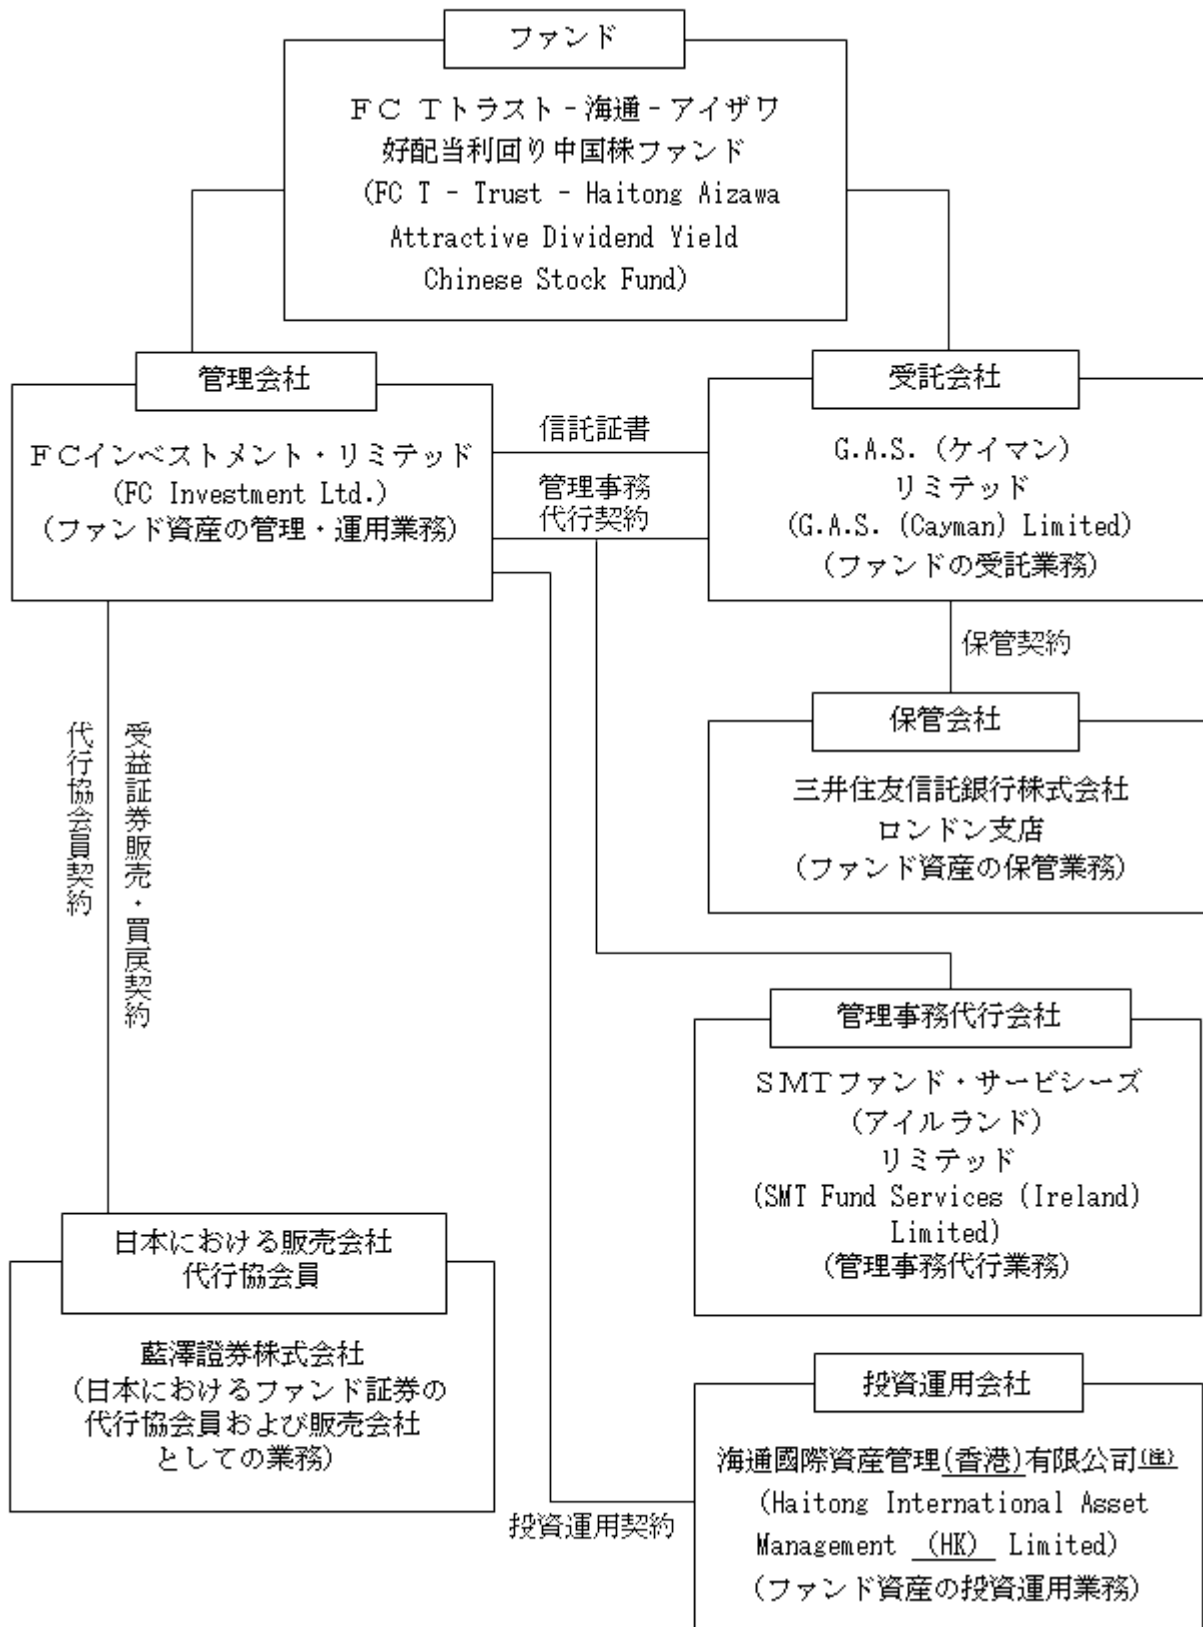 ファンド
ＦＣ Ｔトラスト－海通－アイザワ
好配当利回り中国株ファンド
(FC T - Trust - Haitong Aizawa
Attractive Dividend Yield
Chinese Stock Fund)
管理会社
ＦＣインベストメント・リミテッド
(FC Investment Ltd.)
(ファンド資産の管理・運用業務)
信託証書
管理事務
代行契約
受託会社
G.A.S. (ケイマン)
リミテッド
(G.A.S. (Cayman) Limited)
(ファンドの受託業務)
保管契約
保管会社
三井住友信託銀行株式会社
ロンドン支店
(ファンド資産の保管業務)
代行協会員契約
受益証券販売・買戻契約
管理事務代行会社
ＳＭＴファンド・サービシーズ
(アイルランド)
リミテッド
(SMT Fund Services (Ireland)
Limited)
(管理事務代行業務)
日本における販売会社
代行協会員
藍澤證券株式会社
(日本におけるファンド証券の
代行協会員および販売会社
としての業務)
投資運用契約
投資運用会社
海通國際資産管理(香港)有限公司(注)
(Haitong International Asset
Management (HK) Limited)
(ファンド資産の投資運用業務)